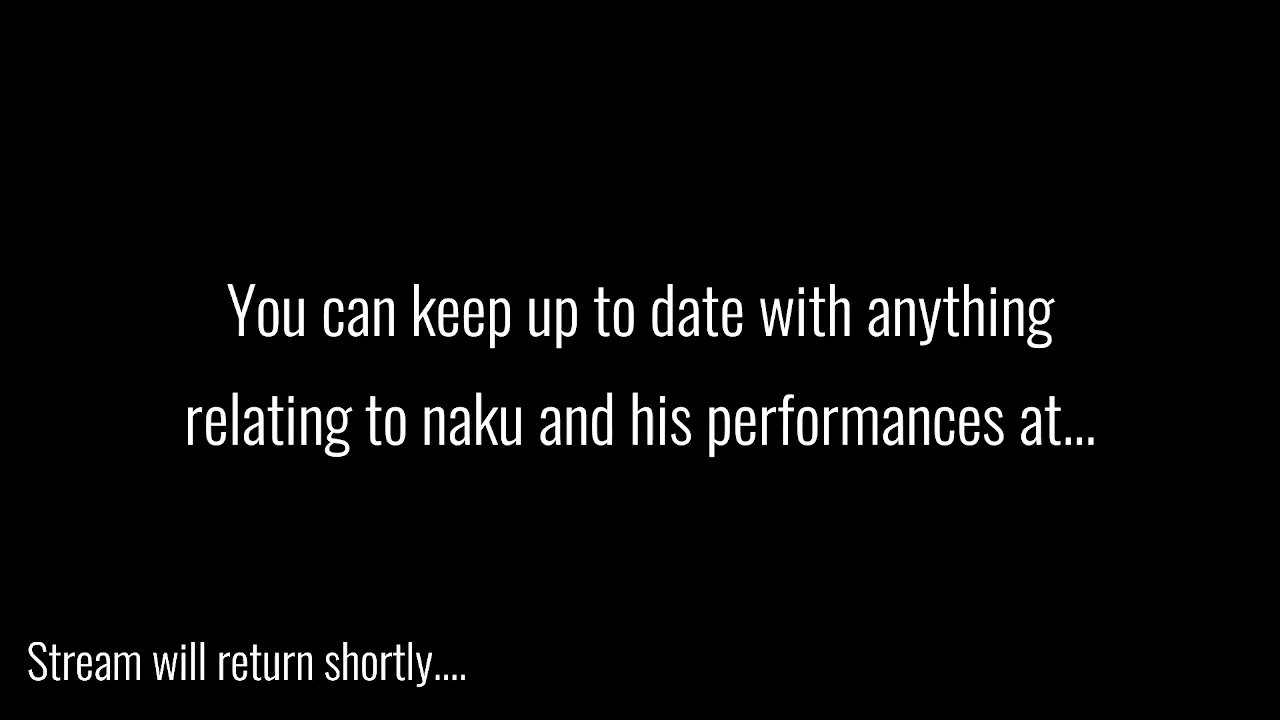 You can keep up to date with anything
relating to naku and his performances at...
Stream will return shortly....